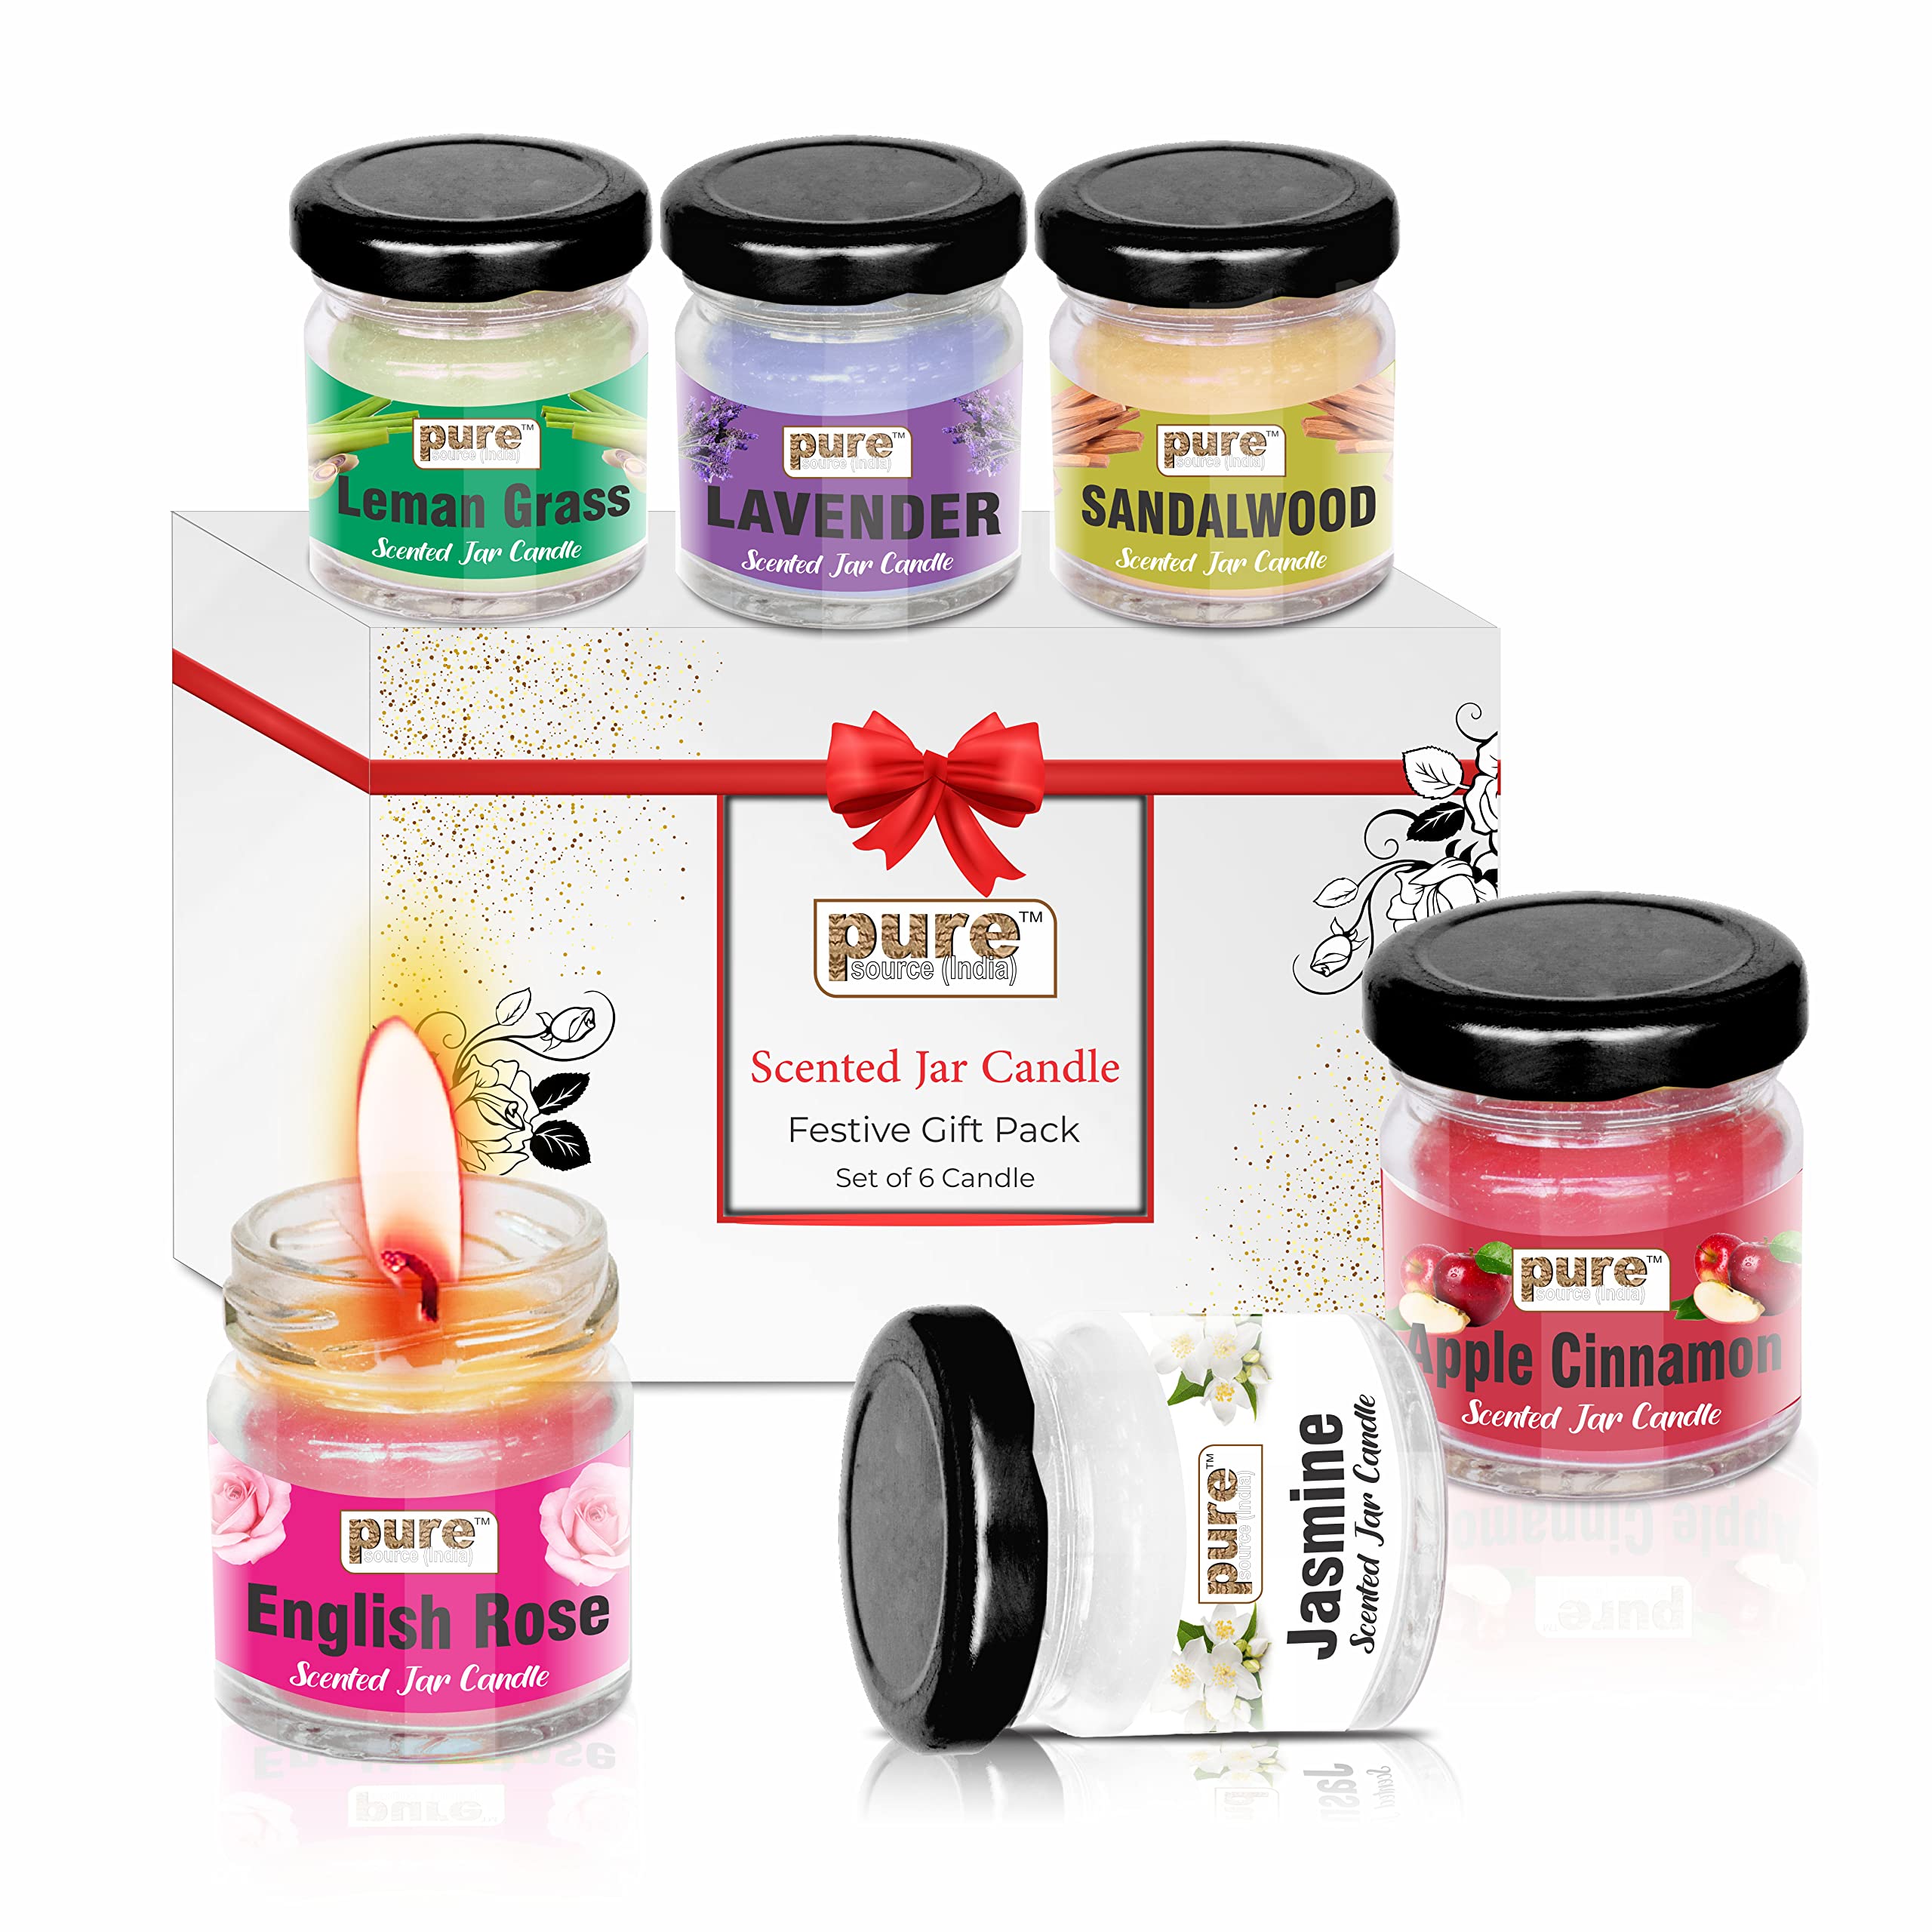 pure™
source (India)
Leman Grass
Scented Jar Candle
pure™
source (India)
LAVENDER
Scented Jar Candle
pure™
source (India)
SANDALWOOD
Scented Jar Candle
pure™
source (India)
Scented Jar Candle
Festive Gift Pack
Set of 6 Candle
pure™
source (India)
Apple Cinnamon
Scented Jar Candle
pure™
source (India)
Jasmine
Scented Jar Candle
pure™
source (India)
English Rose
Scented Jar Candle